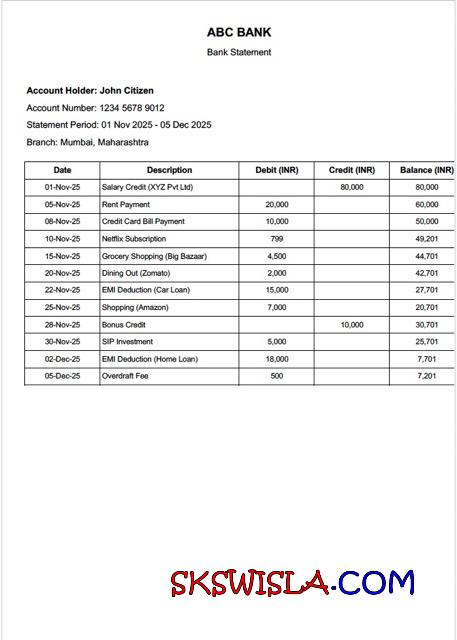 ABC BANK
Bank Statement
Account Holder: John Citizen
Account Number: 1234 5678 9012
Statement Period: 01 Nov 2025 - 05 Dec 2025
Branch: Mumbai, Maharashtra
Date Description Debit (INR) Credit (INR) Balance (INR)
01-Nov-25 Salary Credit (XYZ Pvt Ltd) 80,000 80,000
05-Nov-25 Rent Payment 20,000 60,000
08-Nov-25 Credit Card Bill Payment 10,000 50,000
10-Nov-25 Netflix Subscription 799 49,201
15-Nov-25 Grocery Shopping (Big Bazaar) 4,500 44,701
20-Nov-25 Dining Out (Zomato) 2,000 42,701
22-Nov-25 EMI Deduction (Car Loan) 15,000 27,701
25-Nov-25 Shopping (Amazon) 7,000 20,701
28-Nov-25 Bonus Credit 10,000 30,701
30-Nov-25 SIP Investment 5,000 25,701
02-Dec-25 EMI Deduction (Home Loan) 18,000 7,701
05-Dec-25 Overdraft Fee 500 7,201
SKSWISLA.COM